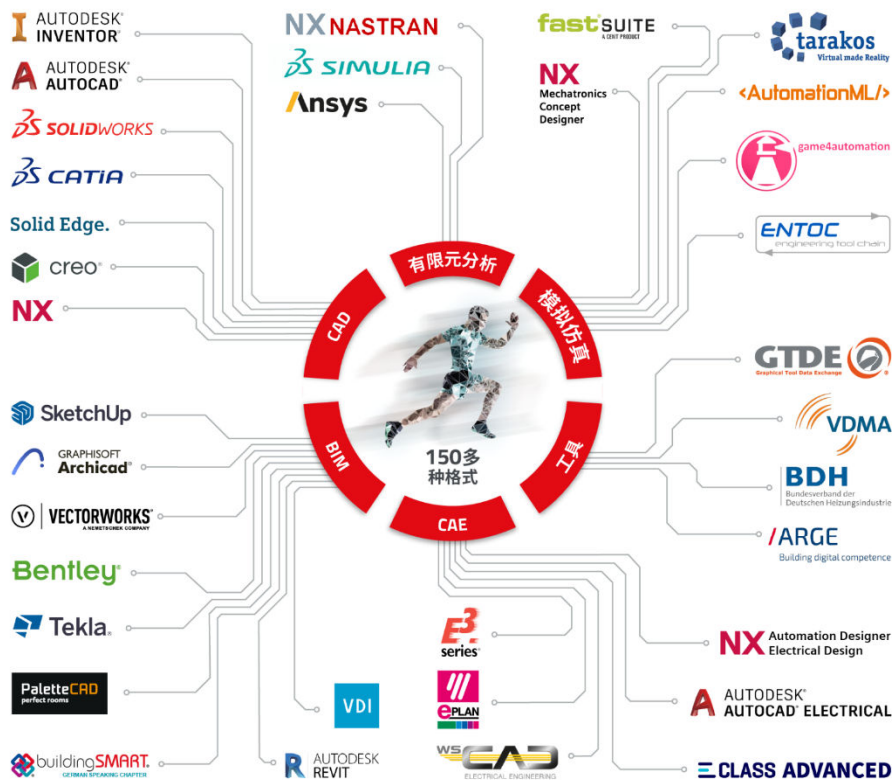 AUTODESK®
INVENTOR®
AUTODESK®
AUTOCAD®
SOLIDWORKS
CATIA
Solid Edge.
creo®
NX
NX NASTRAN
SIMULIA
Ansys
fastSUITE
A CENIT PRODUCT
NX
Mechatronics
Concept
Designer
tarakos
Virtual made Reality
<AutomationML/>
game4automation
ENTOC
engineering tool chain
有限元分析
CAD
模拟仿真
BIM
工具
CAE
150多
种格式
SketchUp
GRAPHISOFT
Archicad®
VECTORWORKS®
A NEMETSCHEK COMPANY
Bentley®
Tekla®
PaletteCAD
perfect rooms
buildingSMART.
GERMAN SPEAKING CHAPTER
GTDE
Graphical Tool Data Exchange
VDMA
BDH
Bundesverband der
Deutschen Heizungsindustrie
/ARGE
Building digital competence
E3
series®
ePLAN
WSCAD
ELECTRICAL ENGINEERING
VDI
R AUTODESK
REVIT
NX Automation Designer
Electrical Design
AUTODESK®
AUTOCAD® ELECTRICAL
ECLASS ADVANCED